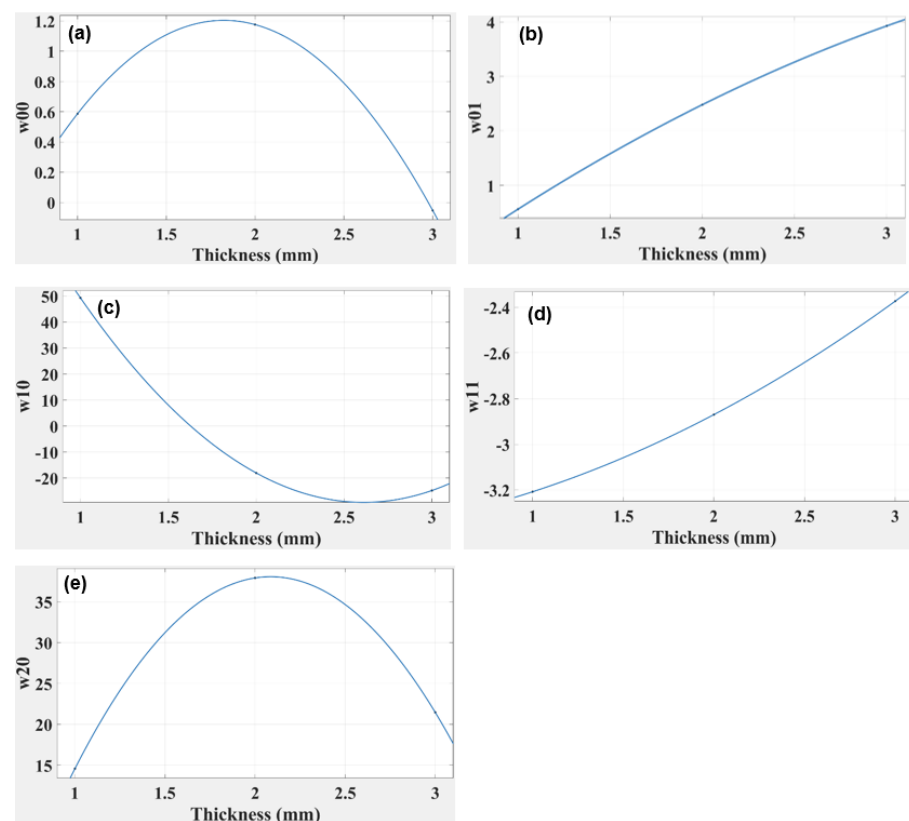 (a)
1.2
1
0.8
0.6
0.4
0.2
0
w00
1 1.5 2 2.5 3
Thickness (mm)
(b)
4
3
2
1
w01
1 1.5 2 2.5 3
Thickness (mm)
(c)
50
40
30
20
10
0
-10
-20
w10
1 1.5 2 2.5 3
Thickness (mm)
(d)
-2.4
-2.6
-2.8
-3
-3.2
w11
1 1.5 2 2.5 3
Thickness (mm)
(e)
35
30
25
20
15
w20
1 1.5 2 2.5 3
Thickness (mm)